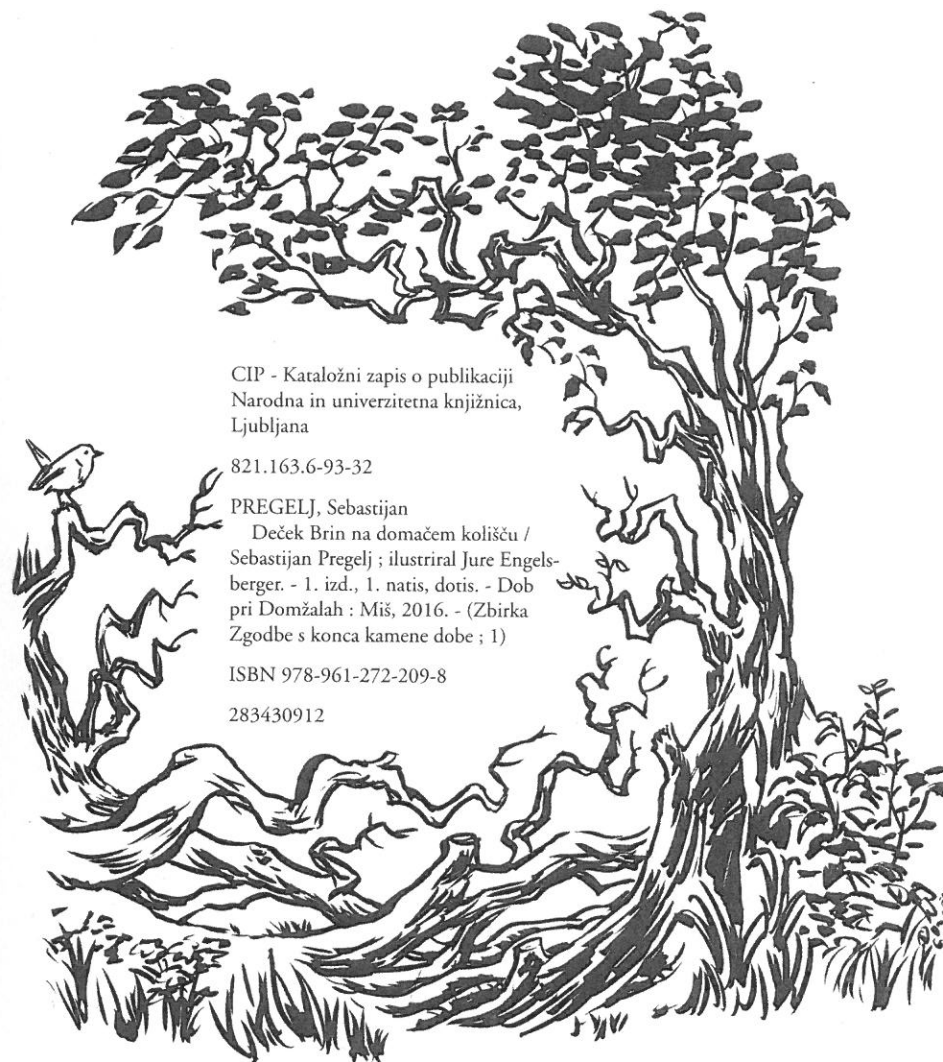 CIP - Kataložni zapis o publikaciji
Narodna in univerzitetna knjižnica,
Ljubljana
821.163.6-93-32
PREGELJ, Sebastijan
Deček Brin na domačem kolišču /
Sebastijan Pregelj ; ilustriral Jure Engels-
berger. - 1. izd., 1. natis, dotis. - Dob
pri Domžalah : Miš, 2016. - (Zbirka
Zgodbe s konca kamene dobe ; 1)
ISBN 978-961-272-209-8
283430912